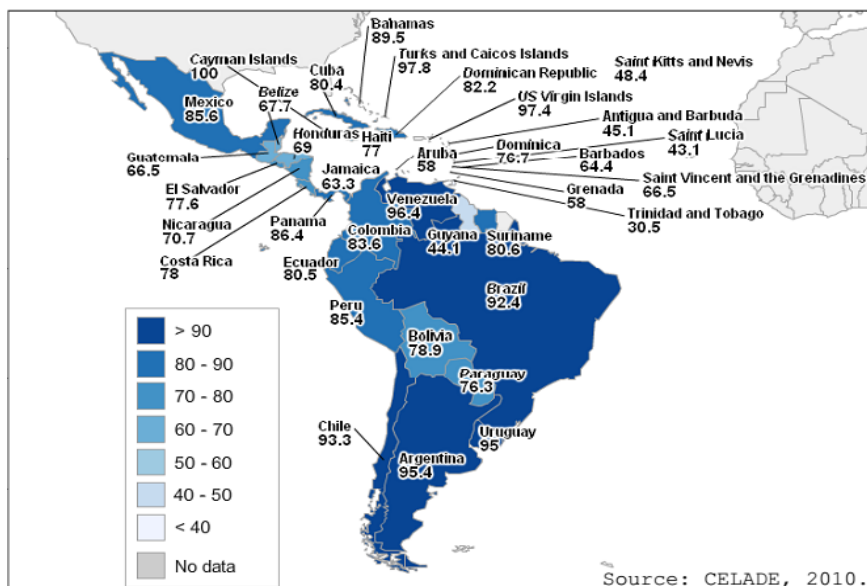 Bahamas
89.5
Cayman Islands
100
Turks and Caicos Islands
97.8
Cuba
80.4
Dominican Republic
82.2
Saint Kitts and Nevis
48.4
Mexico
85.6
Belize
67.7
US Virgin Islands
97.4
Antigua and Barbuda
45.1
Honduras
69
Haiti
77
Saint Lucia
43.1
Guatemala
66.5
Jamaica
63.3
Aruba
58
Dominica
76.7
Barbados
64.4
Saint Vincent and the Grenadines
66.5
El Salvador
77.6
Grenada
58
Venezuela
96.4
Trinidad and Tobago
30.5
Nicaragua
70.7
Panama
86.4
Colombia
83.6
Guyana
44.1
Suriname
80.6
Costa Rica
78
Ecuador
80.5
Brazil
92.4
Peru
85.4
Bolivia
78.9
Paraguay
76.3
Chile
93.3
Uruguay
95
Argentina
95.4
> 90
80 - 90
70 - 80
60 - 70
50 - 60
40 - 50
< 40
No data
Source: CELADE, 2010.